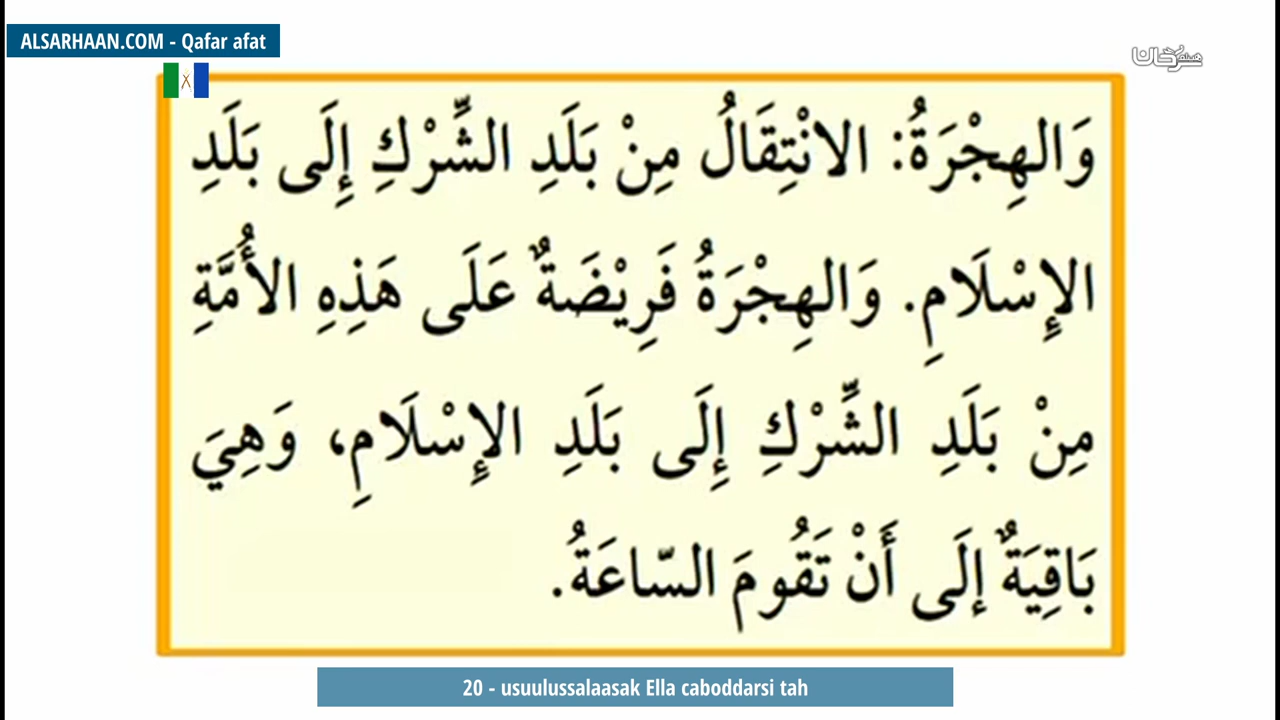 ALSARHAAN.COM - Qafar afat
وَالهِجْرَةُ: الانْتِقَالُ مِنْ بَلَدِ الشِّرْكِ إِلَى بَلَدِ
الإِسْلَامِ. وَالهِجْرَةُ فَرِيْضَةٌ عَلَى هَذِهِ الأُمَّةِ
مِنْ بَلَدِ الشِّرْكِ إِلَى بَلَدِ الإِسْلَامِ، وَهِيَ
بَاقِيَةٌ إِلَى أَنْ تَقُومَ السّاعَةُ.
20 - usuulussalaasak Ella caboddarsi tah